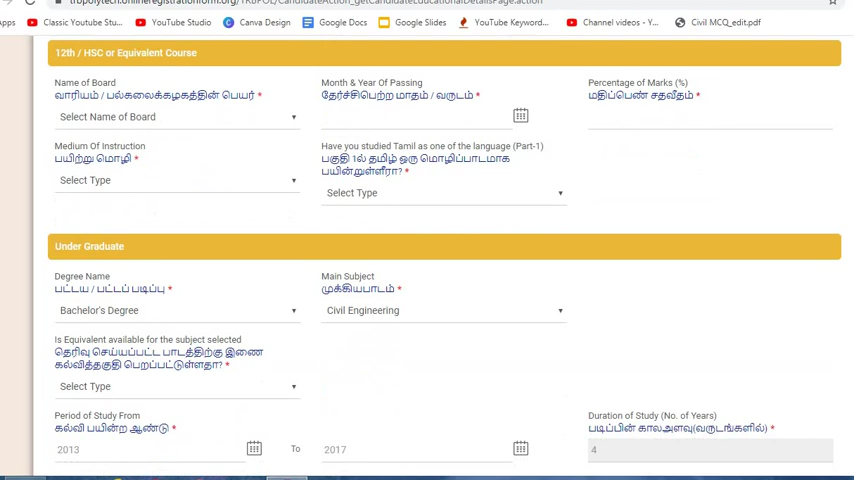 trbpolytech.onlineregistrationform.org/TRBPOL/CandidateAction_getCandidateEducationalDetailsPage.action
Apps
Classic Youtube Stu...
YouTube Studio
Canva Design
Google Docs
Google Slides
YouTube Keyword...
Channel videos - Y...
Civil MCQ_edit.pdf
12th / HSC or Equivalent Course
Name of Board
Month & Year Of Passing
Percentage of Marks (%)
வாரியம் / பல்கலைக்கழகத்தின் பெயர் *
தேர்ச்சிபெற்ற மாதம் / வருடம் *
மதிப்பெண் சதவீதம் *
Select Name of Board
Medium Of Instruction
Have you studied Tamil as one of the language (Part-1)
பயிற்று மொழி *
பகுதி 1ல் தமிழ் ஒரு மொழிப்பாடமாக
பயின்றுள்ளீரா? *
Select Type
Select Type
Under Graduate
Degree Name
Main Subject
பட்டய / பட்டப் படிப்பு *
முக்கியபாடம் *
Bachelor's Degree
Civil Engineering
Is Equivalent available for the subject selected
தெரிவு செய்யப்பட்ட பாடத்திற்கு இணை
கல்வித்தகுதி பெறப்பட்டுள்ளதா? *
Select Type
Period of Study From
Duration of Study (No. of Years)
கல்வி பயின்ற ஆண்டு *
படிப்பின் காலஅளவு(வருடங்களில்) *
2013
To
2017
4